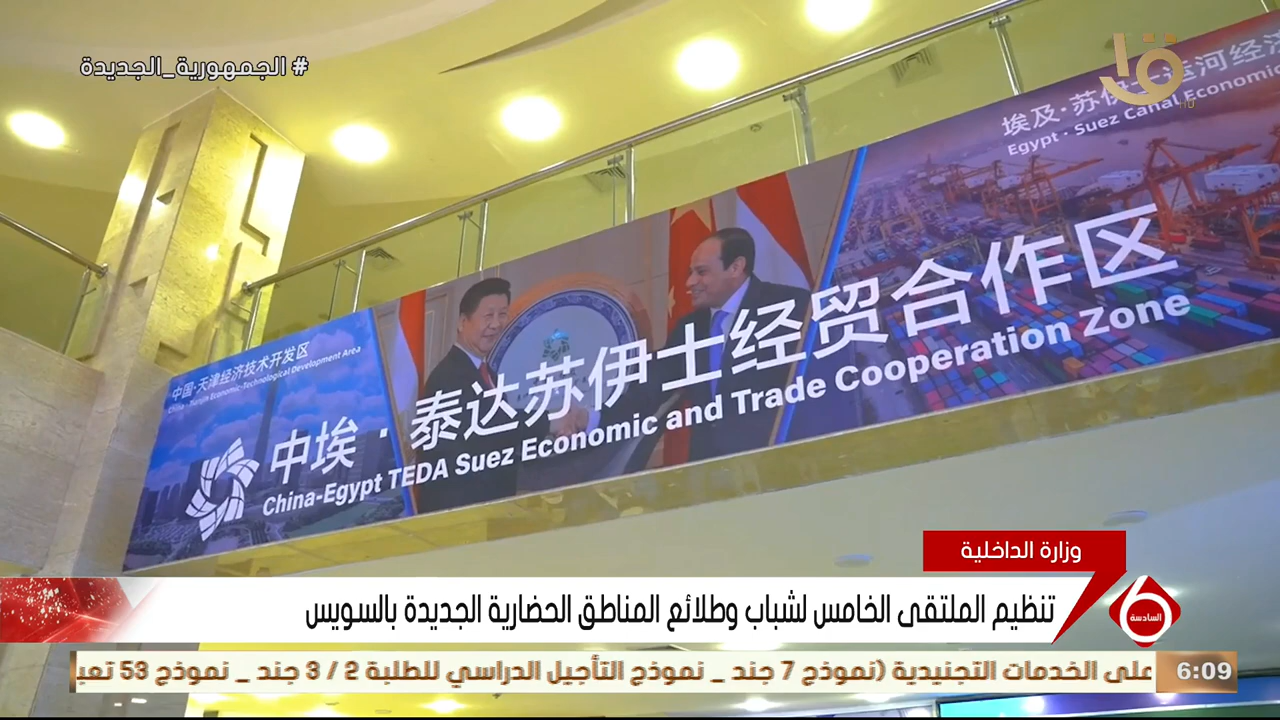 # الجمهورية_الجديدة
HD
埃及·苏伊士运河经济
Egypt · Suez Canal Economic
中国·天津经济技术开发区
China · Tianjin Economic-Technological Development Area
中埃·泰达苏伊士经贸合作区
China-Egypt TEDA Suez Economic and Trade Cooperation Zone
وزارة الداخلية
تنظيم الملتقى الخامس لشباب وطلائع المناطق الحضارية الجديدة بالسويس
السادسة
على الخدمات التجنيدية (نموذج 7 جند _ نموذج التأجيل الدراسي للطلبة 2 / 3 جند _ نموذج 53 تعبـ
6:09